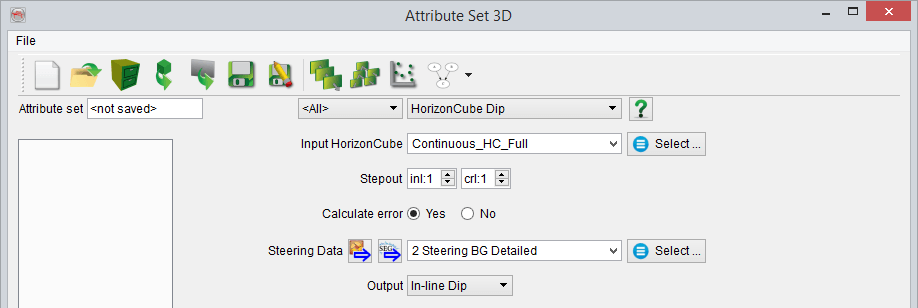 Attribute Set 3D
File
Attribute set <not saved> <All> HorizonCube Dip ?
Input HorizonCube Continuous_HC_Full Select ...
Stepout inl:1 crl:1
Calculate error Yes No
Steering Data SEG 2 Steering BG Detailed Select ...
Output In-line Dip